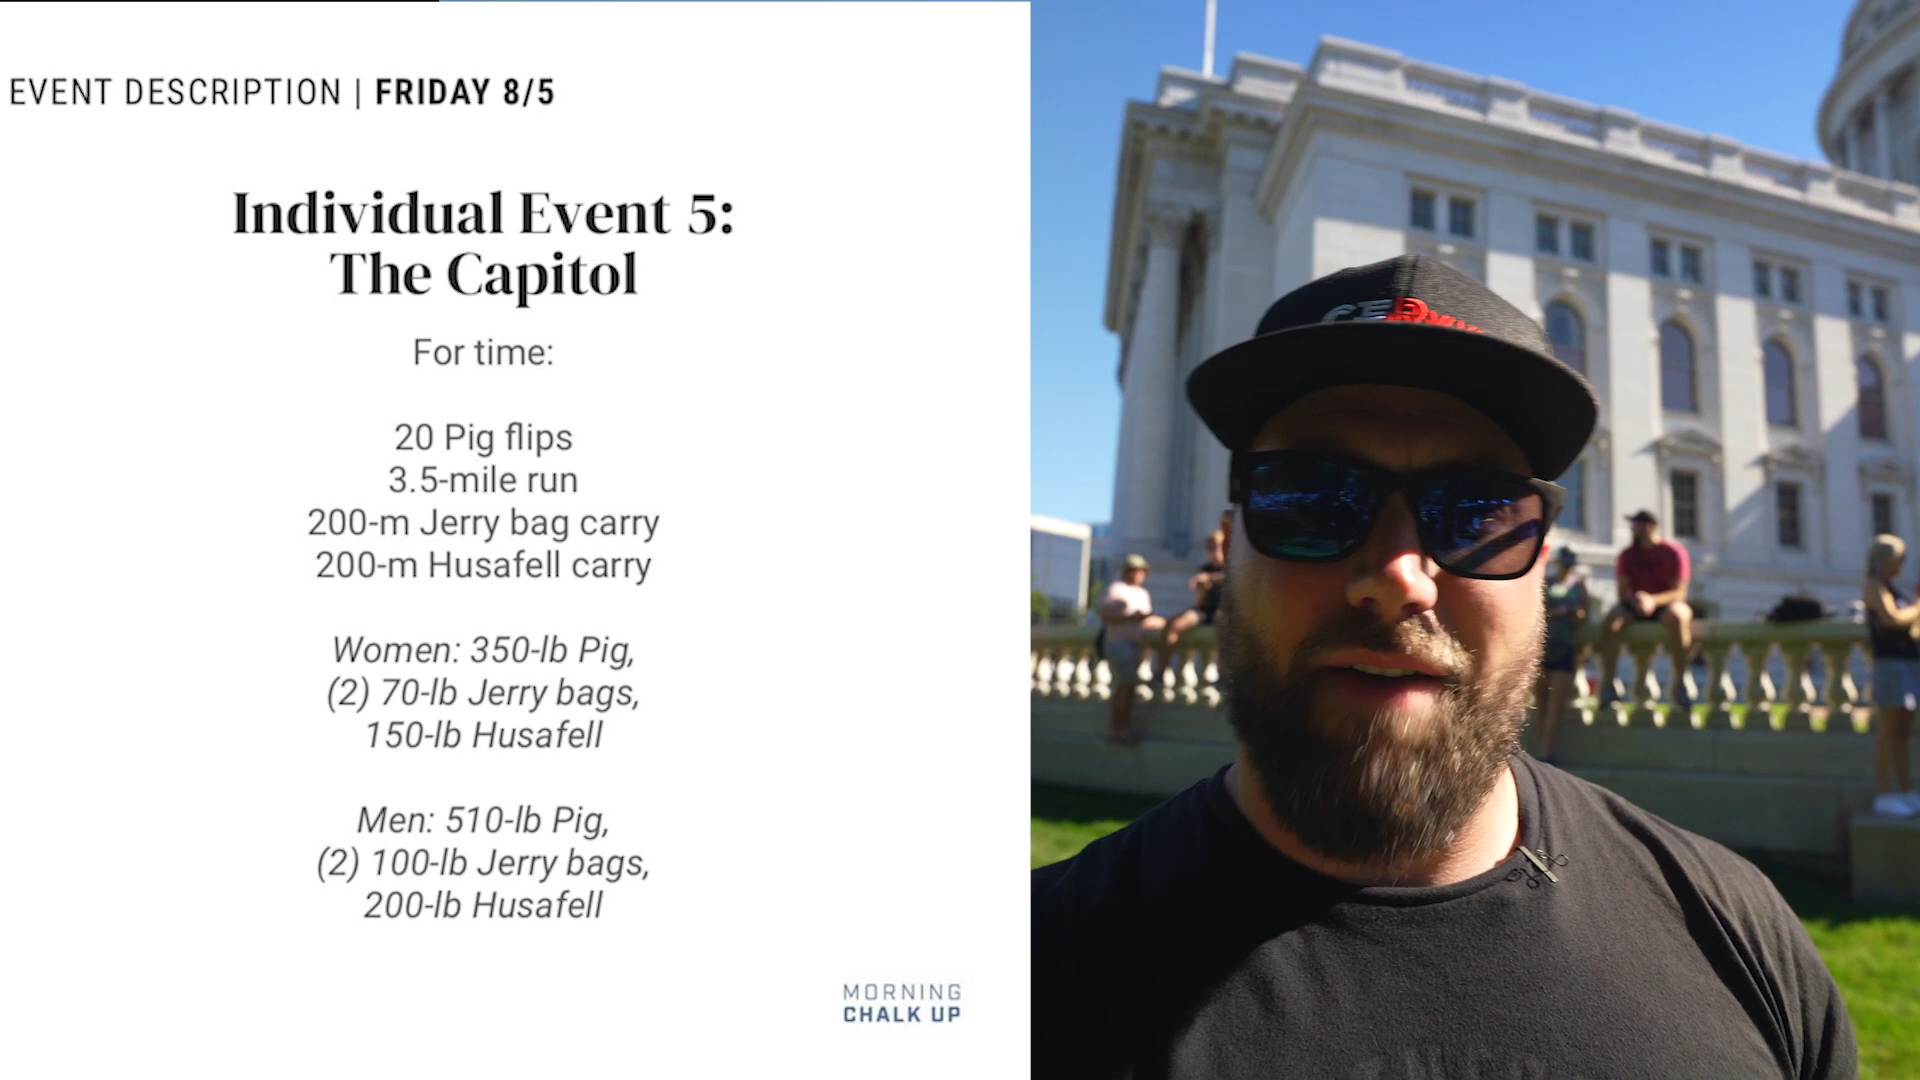 EVENT DESCRIPTION | FRIDAY 8/5
Individual Event 5:
The Capitol
For time:
20 Pig flips
3.5-mile run
200-m Jerry bag carry
200-m Husafell carry
Women: 350-lb Pig,
(2) 70-lb Jerry bags,
150-lb Husafell
Men: 510-lb Pig,
(2) 100-lb Jerry bags,
200-lb Husafell
MORNING
CHALK UP